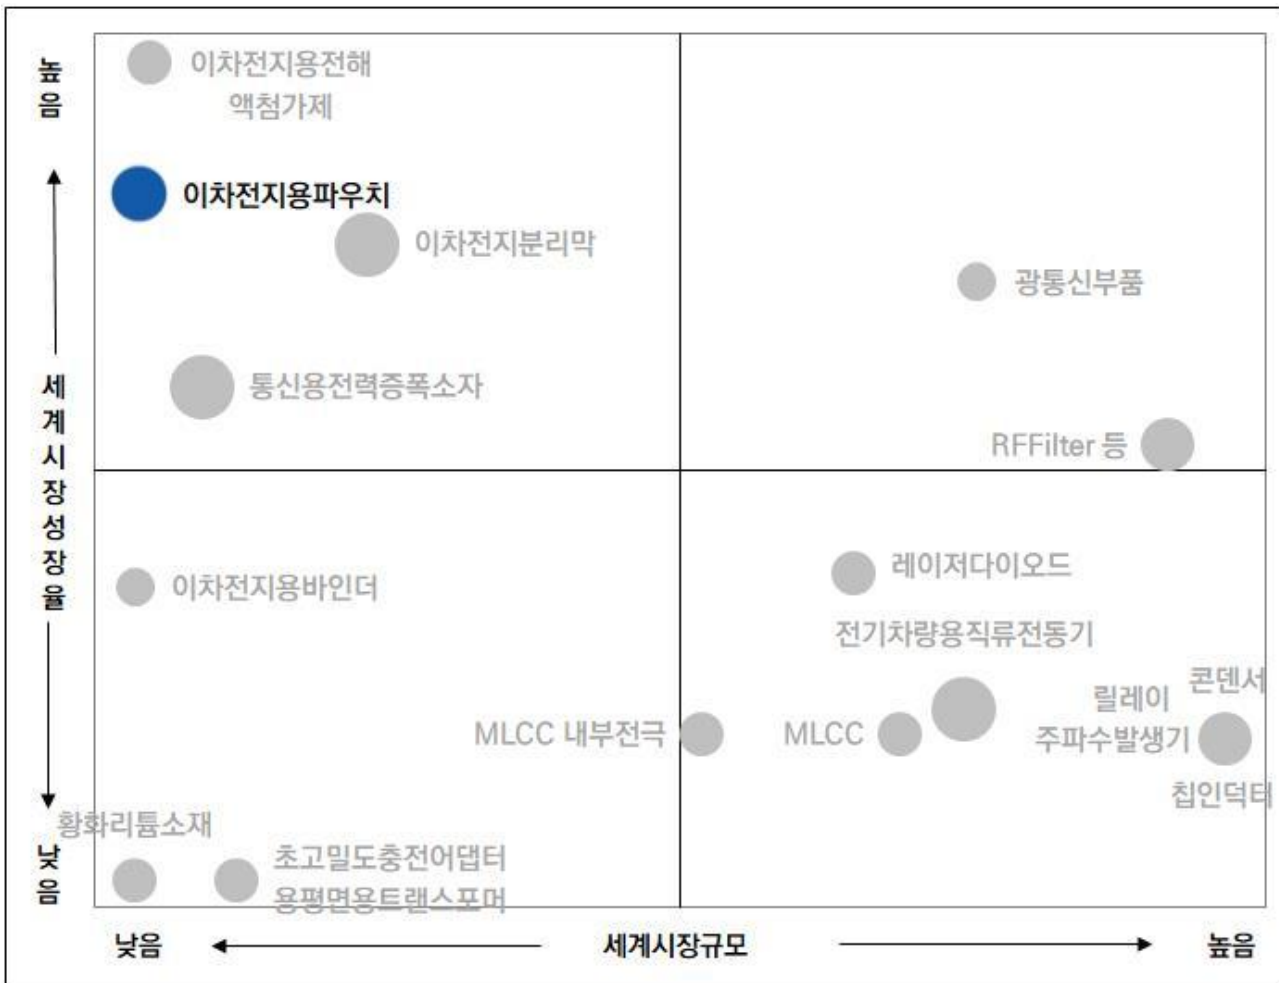 높음
이차전지용전해
액첨가제
이차전지용파우치
이차전지분리막
광통신부품
통신용전력증폭소자
RFFilter 등
세계시장성장율
이차전지용바인더
레이저다이오드
전기차량용직류전동기
콘덴서
릴레이
MLCC 내부전극
MLCC
주파수발생기
칩인덕터
황화리튬소재
초고밀도충전어댑터
용평면용트랜스포머
낮음
낮음
세계시장규모
높음